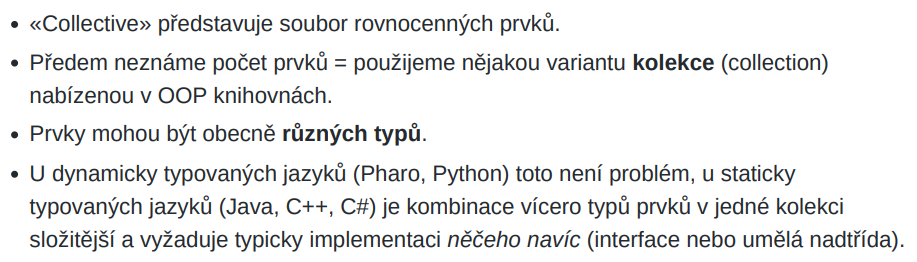 • «Collective» představuje soubor rovnocenných prvků.
• Předem neznáme počet prvků = použijeme nějakou variantu kolekce (collection)
nabízenou v OOP knihovnách.
• Prvky mohou být obecně různých typů.
• U dynamicky typovaných jazyků (Pharo, Python) toto není problém, u staticky
typovaných jazyků (Java, C++, C#) je kombinace vícero typů prvků v jedné kolekci
složitější a vyžaduje typicky implementaci něčeho navíc (interface nebo umělá nadtřída).